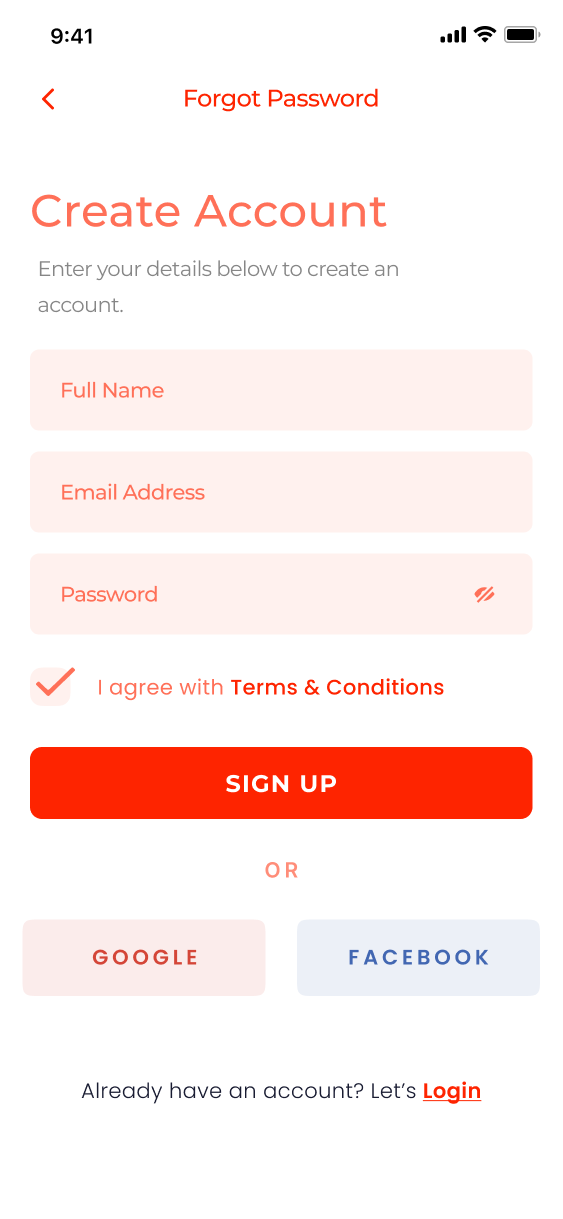 9:41
Forgot Password
Create Account
Enter your details below to create an
account.
Full Name
Email Address
Password
I agree with Terms & Conditions
SIGN UP
OR
GOOGLE
FACEBOOK
Already have an account? Let’s Login